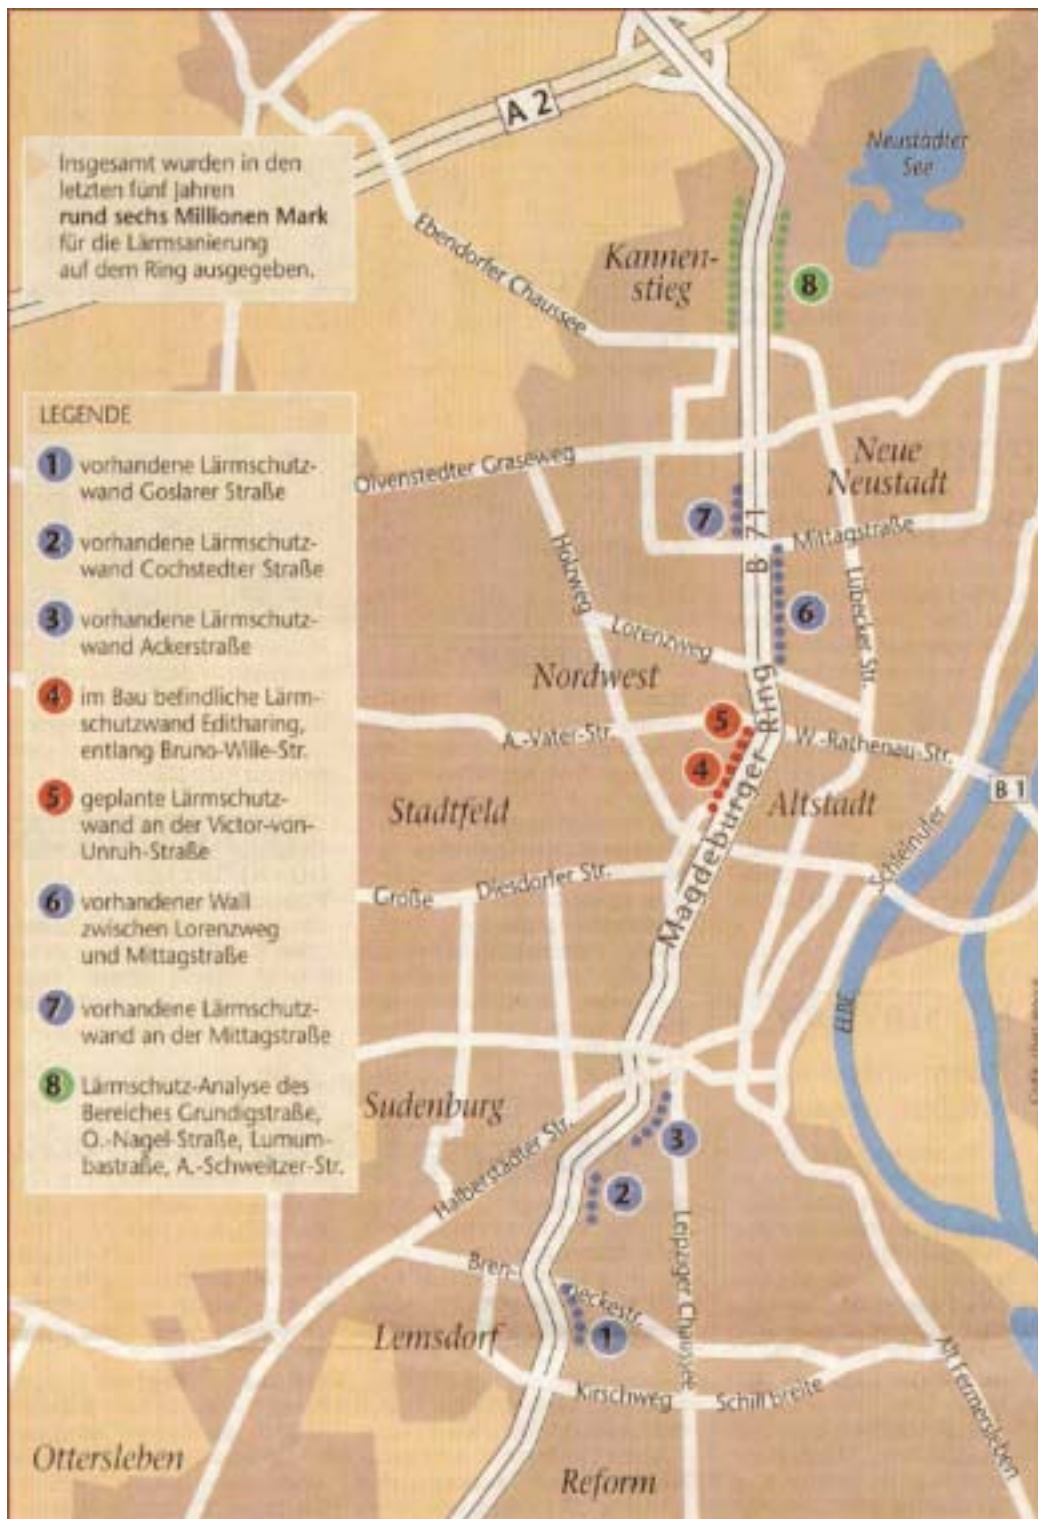 A 2
Insgesamt wurden in den
letzten fünf Jahren
rund sechs Millionen Mark
für die Lärmsanierung
auf dem Ring ausgegeben.
Neustädter
See
Ebendorfer Chaussee
Kannen-
stieg
8
LEGENDE
1 vorhandene Lärmschutz-
wand Goslarer Straße
2 vorhandene Lärmschutz-
wand Cochstedter Straße
3 vorhandene Lärmschutz-
wand Ackerstraße
4 im Bau befindliche Lärm-
schutzwand Editharing,
entlang Bruno-Wille-Str.
5 geplante Lärmschutz-
wand an der Victor-von-
Unruh-Straße
6 vorhandener Wall
zwischen Lorenzweg
und Mittagstraße
7 vorhandene Lärmschutz-
wand an der Mittagstraße
8 Lärmschutz-Analyse des
Bereiches Grundigstraße,
O.-Nagel-Straße, Lumum-
bastraße, A.-Schweitzer-Str.
Olvenstedter Graseweg
Neue
Neustadt
7
B 71
Mittagstraße
Holzweg
Lübecker Str.
6
Lorenzweg
Nordwest
Magdeburger Ring
5
A.-Vater-Str.
W.-Rathenau-Str.
4
B 1
Stadtfeld
Altstadt
Schleinufer
Große
Diesdorfer Str.
ELBE
Sudenburg
Halberstädter Str.
3
2
Leipziger Chaussee
Bren-
neckestr.
Lemsdorf
1
Kirschweg
Schilfbreite
Alt Fermersleben
Ottersleben
Reform